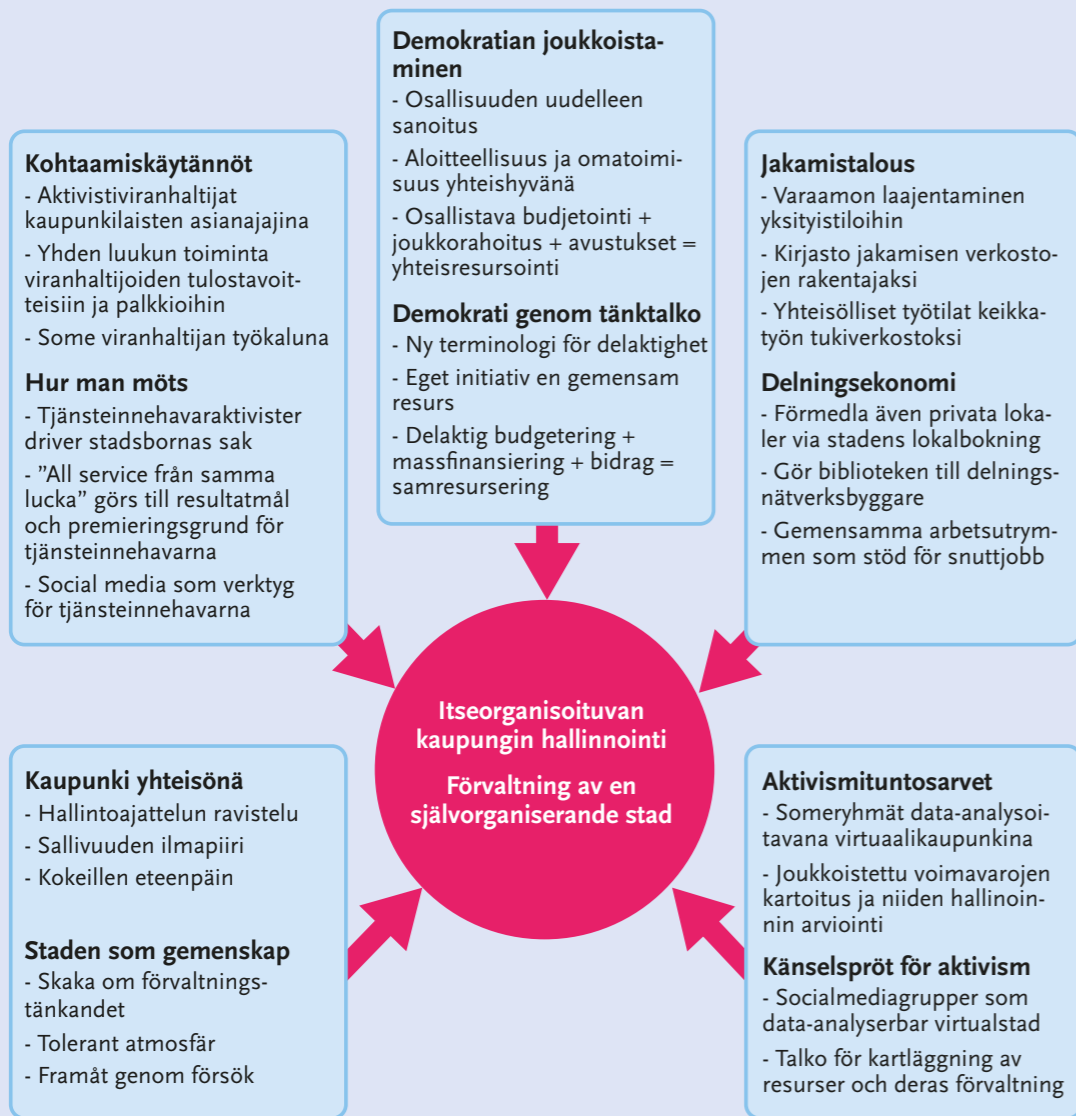 Demokratian joukkoista-
minen
- Osallisuuden uudelleen
sanoitus
- Aloitteellisuus ja omatoimi-
suus yhteishyvänä
- Osallistava budjetointi +
joukkorahoitus + avustukset =
yhteisresursointi
Demokrati genom tänktalko
- Ny terminologi för delaktighet
- Eget initiativ en gemensam
resurs
- Delaktig budgetering +
massfinansiering + bidrag =
samresursering
Kohtaamiskäytännöt
- Aktivistiviranhaltijat
kaupunkilaisten asianajajina
- Yhden luukun toiminta
viranhaltijoiden tulostavoit-
teisiin ja palkkioihin
- Some viranhaltijan työkaluna
Hur man möts
- Tjänsteinnehavaraktivister
driver stadsbornas sak
- ”All service från samma
lucka” görs till resultatmål
och premieringsgrund för
tjänsteinnehavarna
- Social media som verktyg
för tjänsteinnehavarna
Jakamistalous
- Varaamon laajentaminen
yksityistiloihin
- Kirjasto jakamisen verkosto-
jen rakentajaksi
- Yhteisölliset työtilat keikka-
työn tukiverkostoksi
Delningsekonomi
- Förmedla även privata loka-
ler via stadens lokalbokning
- Gör biblioteken till delnings-
nätverksbyggare
- Gemensamma arbetsutrym-
men som stöd för snuttjobb
Itseorganisoituvan
kaupungin hallinnointi
Förvaltning av en
självorganiserande stad
Kaupunki yhteisönä
- Hallintoajattelun ravistelu
- Sallivuuden ilmapiiri
- Kokeillen eteenpäin
Staden som gemenskap
- Skaka om förvaltnings-
tänkandet
- Tolerant atmosfär
- Framåt genom försök
Aktivismituntosarvet
- Someryhmät data-analysoi-
tavana virtuaalikaupunkina
- Joukkoistettu voimavarojen
kartoitus ja niiden hallinoin-
nin arviointi
Känselspröt för aktivism
- Socialmediagrupper som
data-analyserbar virtualstad
- Talko för kartläggning av
resurser och deras förvaltning